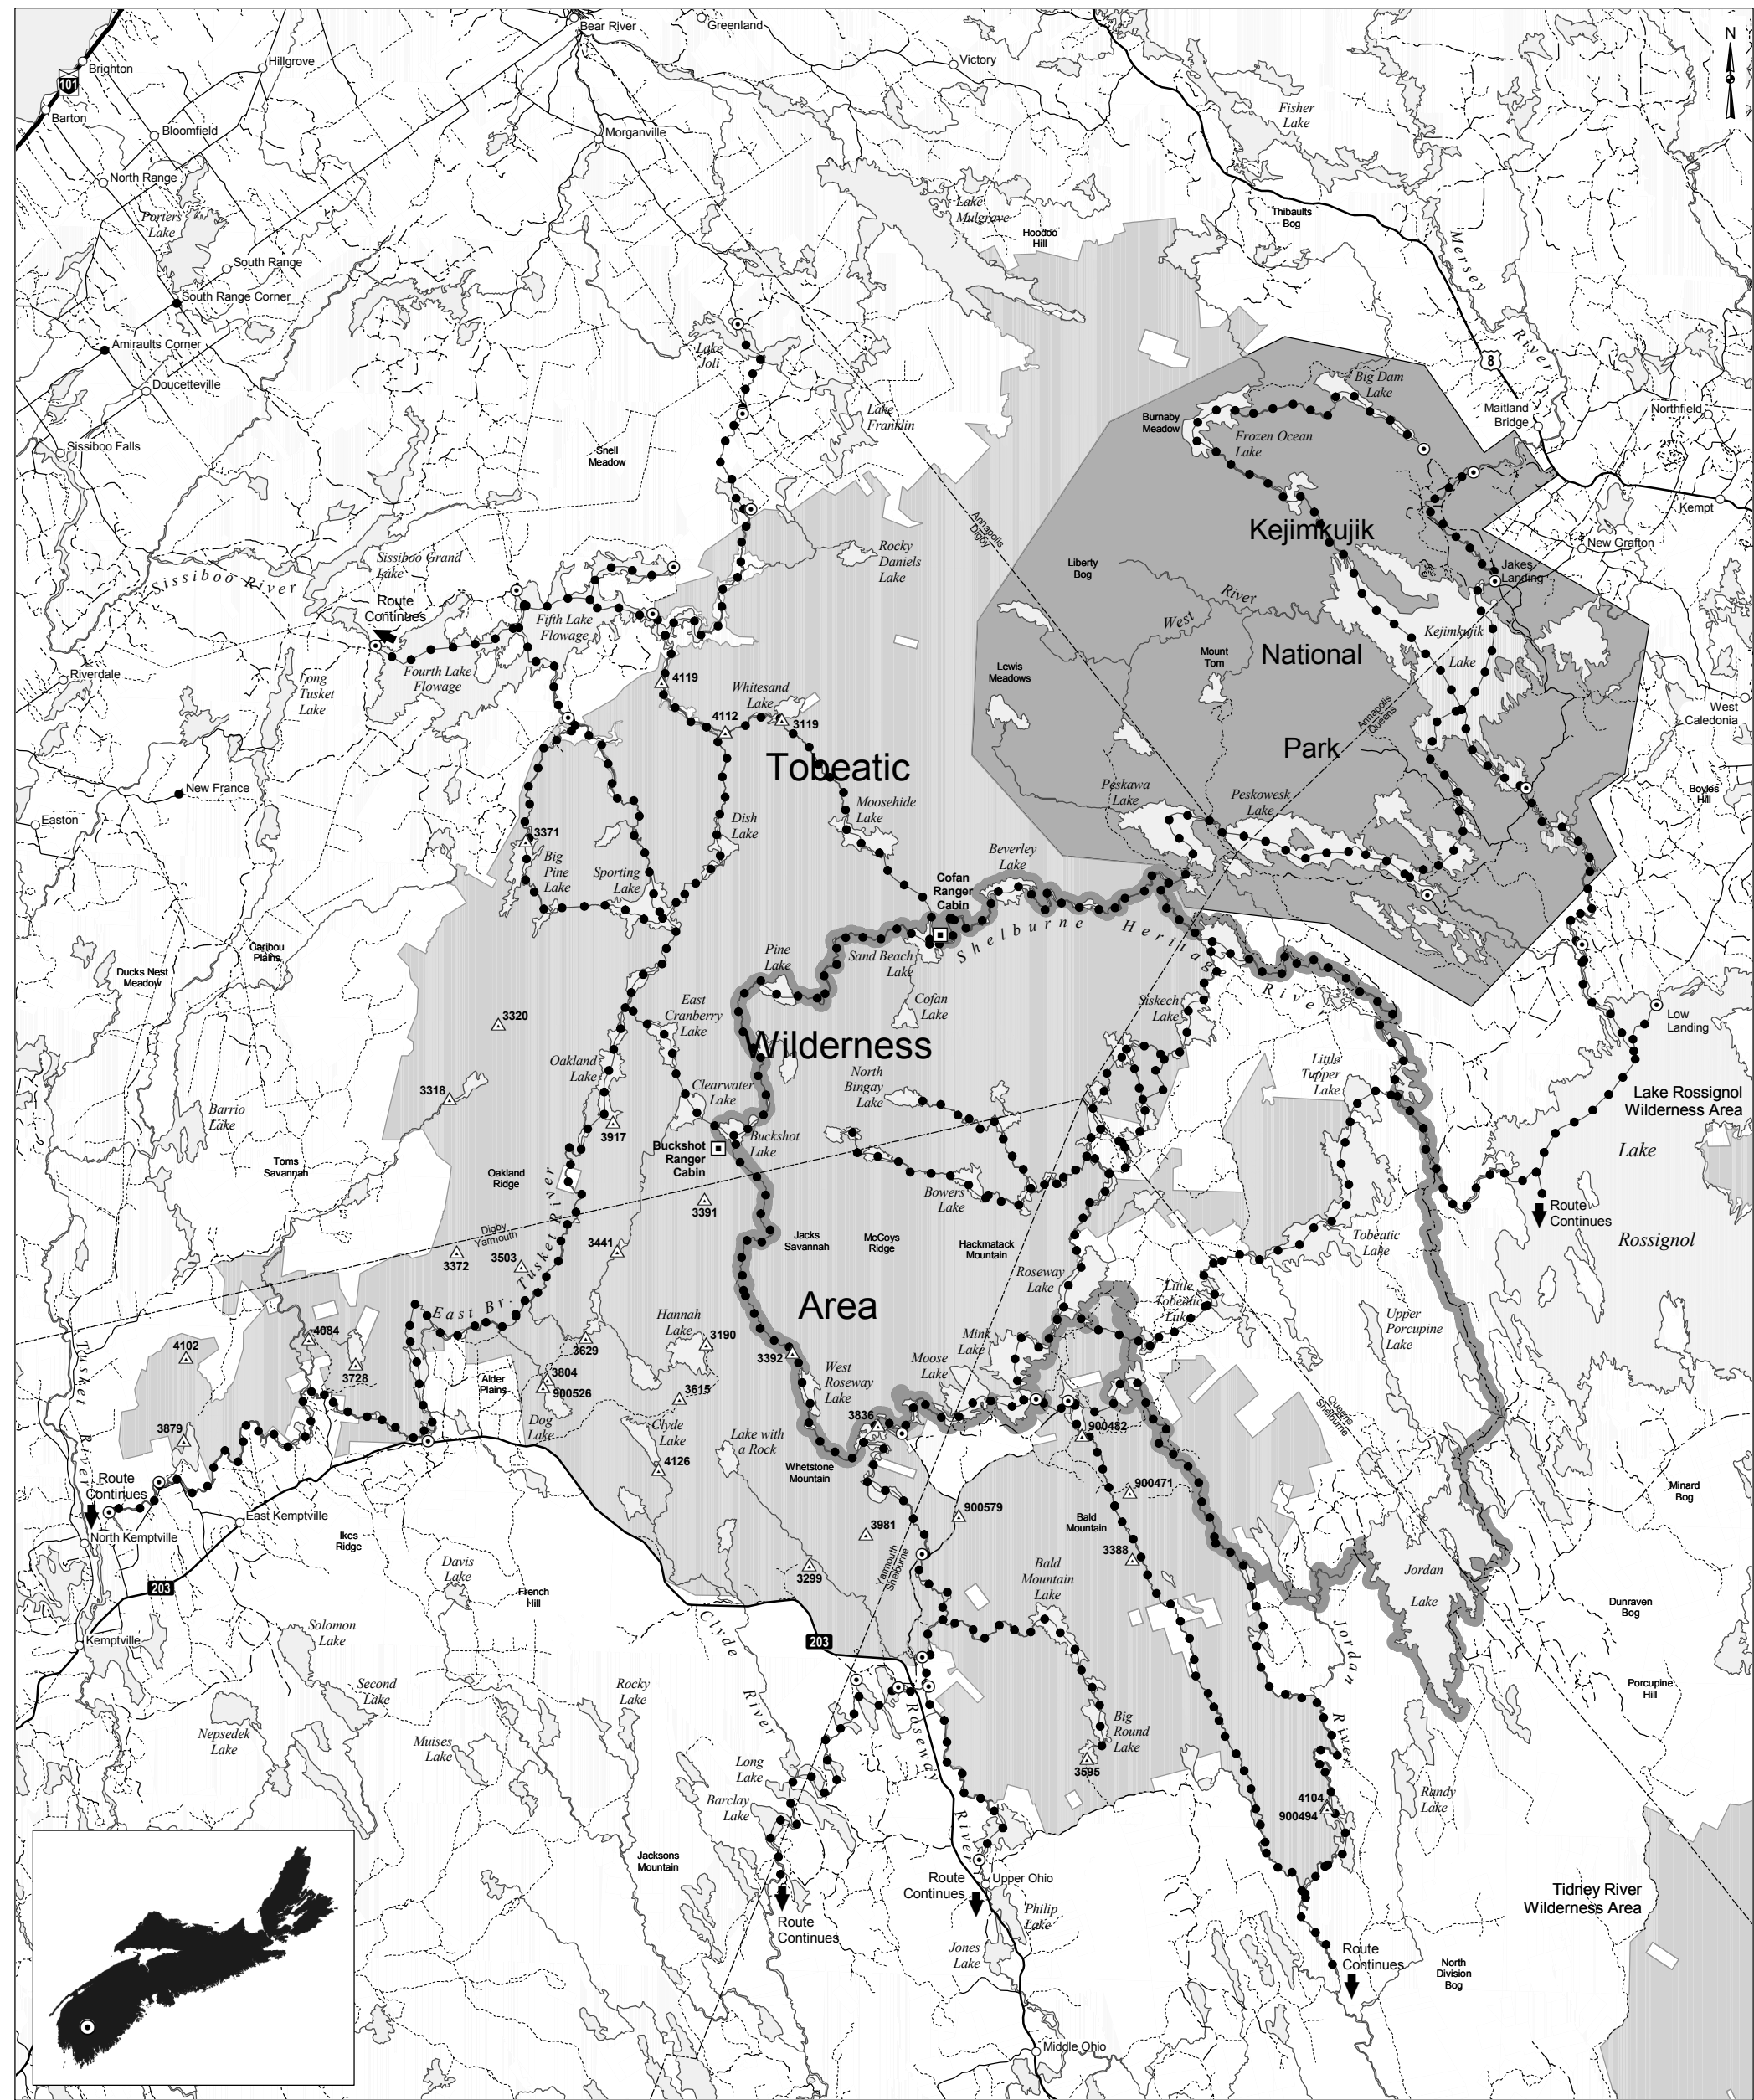 Bear River
Greenland
N
Brighton
Hillgrove
Victory
101
Barton
Fisher
Lake
Bloomfield
Morganville
North Range
Porters
Lake
Lake
Mulgrave
Thibaults
Bog
Hoodoo
Hill
Mersey
River
South Range
South Range Corner
Amiraults Corner
Lake
Joli
8
Doucetteville
Big Dam
Lake
Lake
Franklin
Burnaby
Meadow
Maitland
Bridge
Northfield
Sissiboo Falls
Snell
Meadow
Frozen Ocean
Lake
Kempt
Annapolis
Digby
Kejimkujik
New Grafton
Rocky
Daniels
Lake
Sissiboo Grand
Lake
Sissiboo River
Liberty
Bog
Jakes
Landing
Route
Continues
Fifth Lake
Flowage
West
River
Kejimkujik
Lake
National
Mount
Tom
Riverdale
Fourth Lake
Flowage
Long
Tusket
Lake
4119
Whitesand
Lake
Lewis
Meadows
West
Caledonia
4112
3119
Annapolis
Queens
Park
Tobeatic
New France
Peskawa
Lake
Peskowesk
Lake
Boyles
Hill
Easton
Moosehide
Lake
3371
Dish
Lake
Big
Pine
Lake
Sporting
Lake
Beverley
Lake
Cofan
Ranger
Cabin
Shelburne Heritage River
Caribou
Plains
Pine
Lake
Sand Beach
Lake
Ducks Nest
Meadow
East
Cranberry
Lake
Cofan
Lake
Siskech
Lake
Low
Landing
3320
Wilderness
Oakland
Lake
North
Bingay
Lake
Little
Tupper
Lake
3318
Clearwater
Lake
Lake Rossignol
Wilderness Area
Barrio
Lake
3917
Buckshot
Lake
Buckshot
Ranger
Cabin
Lake
Rossignol
Toms
Savannah
Oakland
Ridge
Bowers
Lake
3391
Route
Continues
Digby
Yarmouth
3441
Jacks
Savannah
McCoys
Ridge
Hackmatack
Mountain
Tobeatic
Lake
3372
3503
East Br. Tusket River
Roseway
Lake
Little
Tobeatic
Lake
Area
Hannah
Lake
3190
Upper
Porcupine
Lake
4084
4102
3629
3392
Mink
Lake
Tusket River
3728
3804
900526
Alder
Plains
3615
West
Roseway
Lake
Moose
Lake
Queens
Shelburne
Dog
Lake
3836
3879
Clyde
Lake
Lake with
a Rock
900482
4126
Whetstone
Mountain
Route
Continues
900471
Minard
Bog
East Kemptville
900579
North Kemptville
Ikes
Ridge
3981
Bald
Mountain
3388
Davis
Lake
Yarmouth
Shelburne
3299
Bald
Mountain
Lake
Jordan
Lake
203
French
Hill
Dunraven
Bog
Solomon
Lake
Clyde River
203
Kemptville
Jordan River
Second
Lake
Rocky
Lake
Porcupine
Hill
Nepsedek
Lake
Muises
Lake
Roseway River
Big
Round
Lake
Long
Lake
3595
Barclay
Lake
Randy
Lake
4104
900494
Jacksons
Mountain
Route
Continues
Upper Ohio
Tidney River
Wilderness Area
Philip
Lake
Route
Continues
Jones
Lake
Route
Continues
North
Division
Bog
Middle Ohio